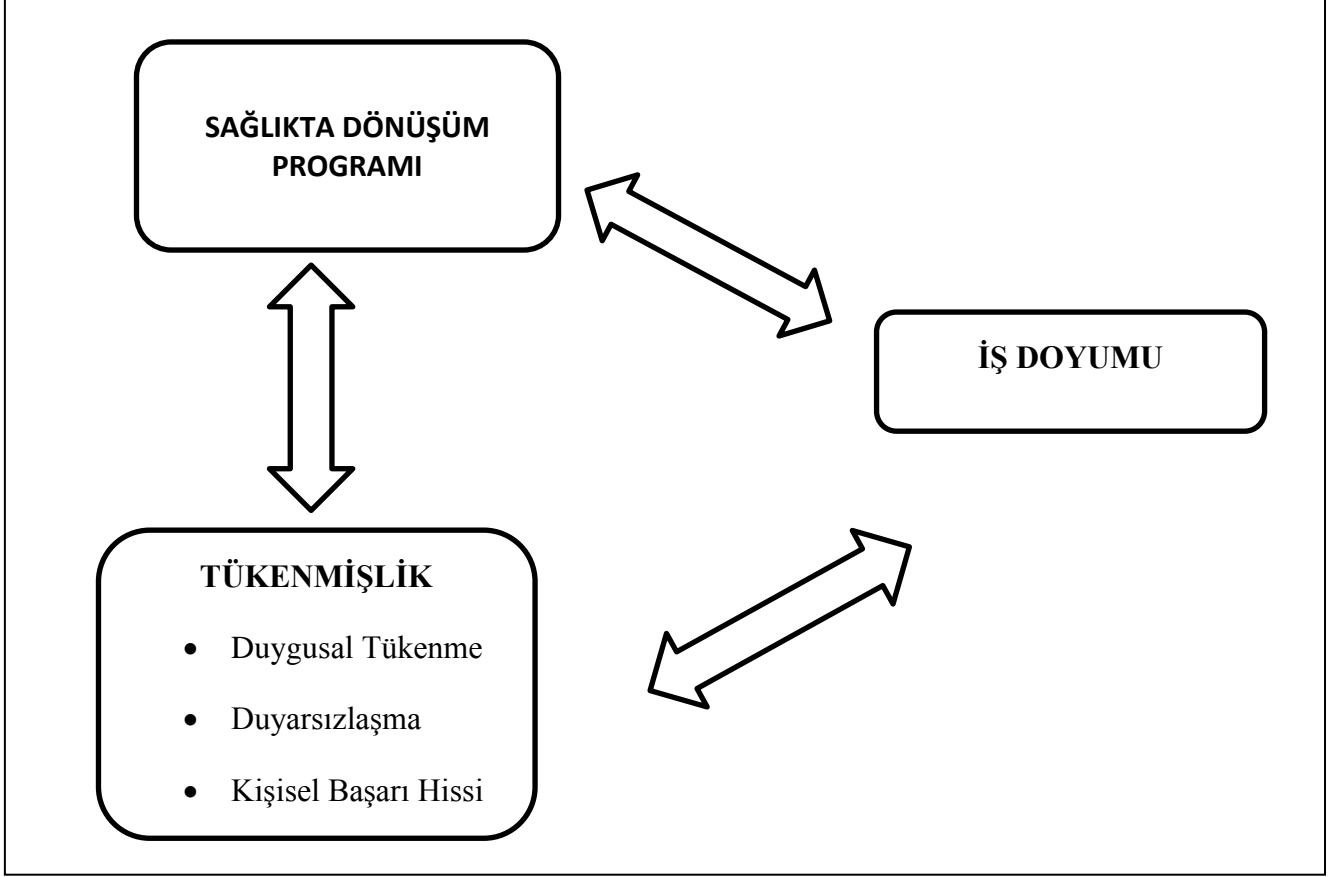 SAĞLIKTA DÖNÜŞÜM
PROGRAMI
İŞ DOYUMU
TÜKENMİŞLİK
• Duygusal Tükenme
• Duyarsızlaşma
• Kişisel Başarı Hissi